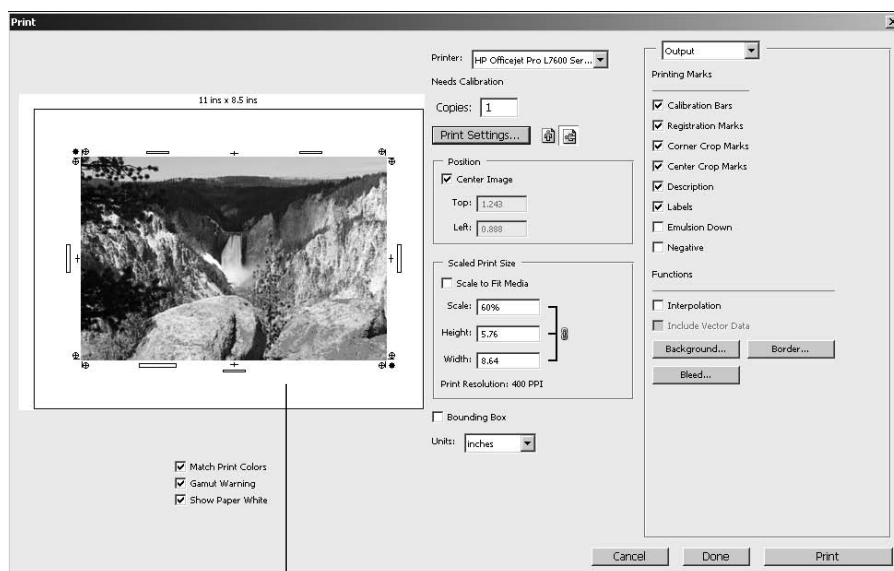 Print
11 ins x 8.5 ins
Match Print Colors
Gamut Warning
Show Paper White
Printer: HP Officejet Pro L7600 Ser...
Needs Calibration
Copies: 1
Print Settings...
Position
Center Image
Top: 1.243
Left: 0.888
Scaled Print Size
Scale to Fit Media
Scale: 60%
Height: 5.76
Width: 8.64
Print Resolution: 400 PPI
Bounding Box
Units: inches
Output
Printing Marks
Calibration Bars
Registration Marks
Corner Crop Marks
Center Crop Marks
Description
Labels
Emulsion Down
Negative
Functions
Interpolation
Include Vector Data
Background... Border...
Bleed...
Cancel Done Print